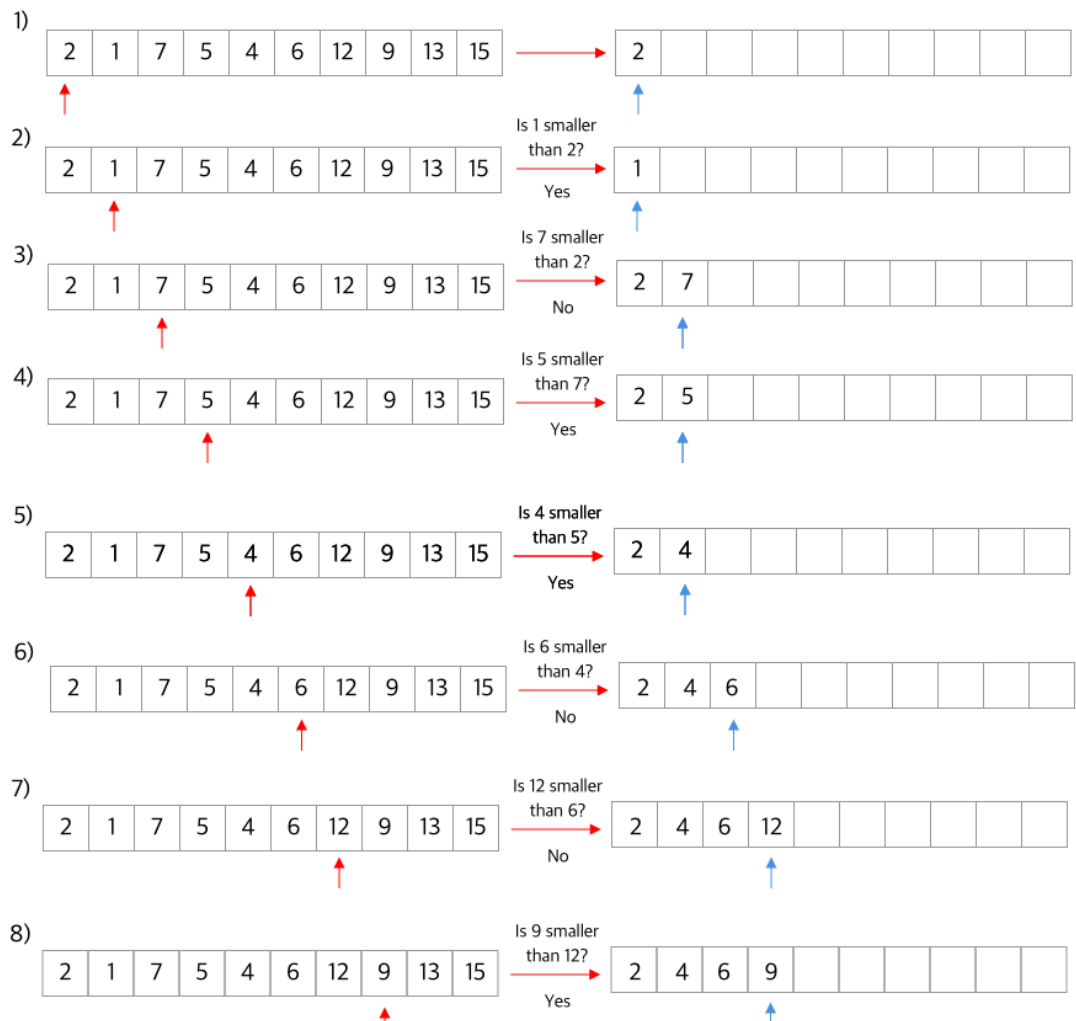 1)
2 1 7 5 4 6 12 9 13 15
2
2)
Is 1 smaller
than 2?
2 1 7 5 4 6 12 9 13 15
1
Yes
3)
Is 7 smaller
than 2?
2 1 7 5 4 6 12 9 13 15
2 7
No
4)
Is 5 smaller
than 7?
2 1 7 5 4 6 12 9 13 15
2 5
Yes
5)
Is 4 smaller
than 5?
2 1 7 5 4 6 12 9 13 15
2 4
Yes
6)
Is 6 smaller
than 4?
2 1 7 5 4 6 12 9 13 15
2 4 6
No
7)
Is 12 smaller
than 6?
2 1 7 5 4 6 12 9 13 15
2 4 6 12
No
8)
Is 9 smaller
than 12?
2 1 7 5 4 6 12 9 13 15
2 4 6 9
Yes